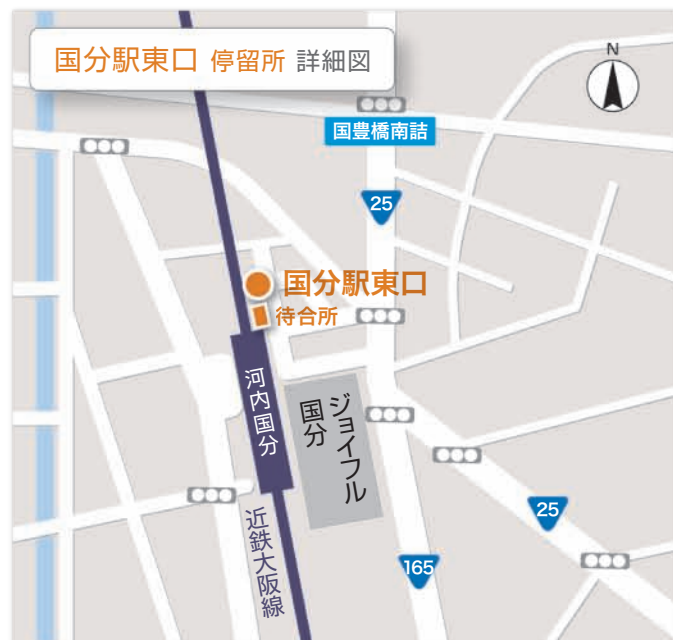 国分駅東口 停留所 詳細図
N
国豊橋南詰
25
国分駅東口
待合所
河内国分
ジョイフル
国分
近鉄大阪線
25
165